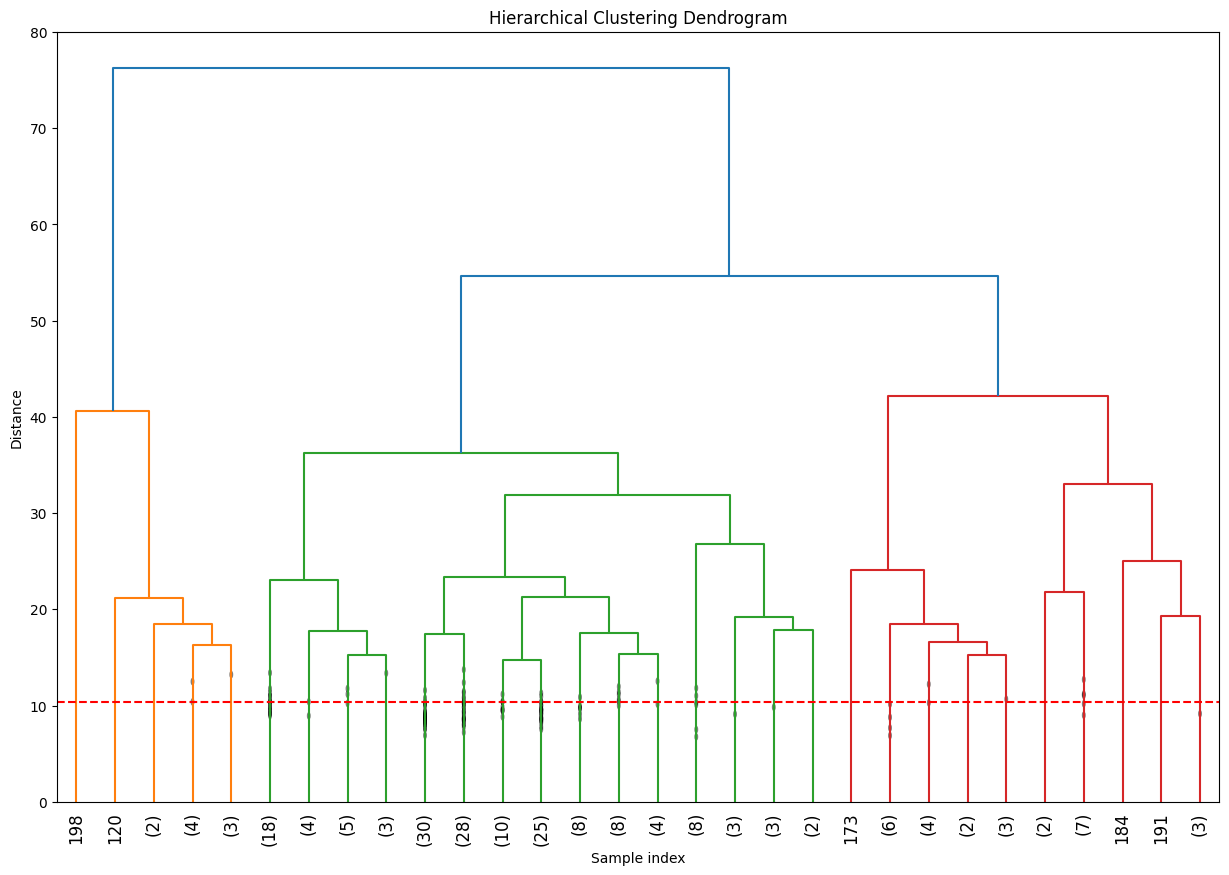 Hierarchical Clustering Dendrogram
80
70
60
50
40
30
20
10
0
Distance
198 120 (2) (4) (3) (18) (4) (5) (3) (30) (28) (10) (25) (8) (8) (4) (8) (3) (3) (2) 173 (6) (4) (2) (3) (2) (7) 184 191 (3)
Sample index